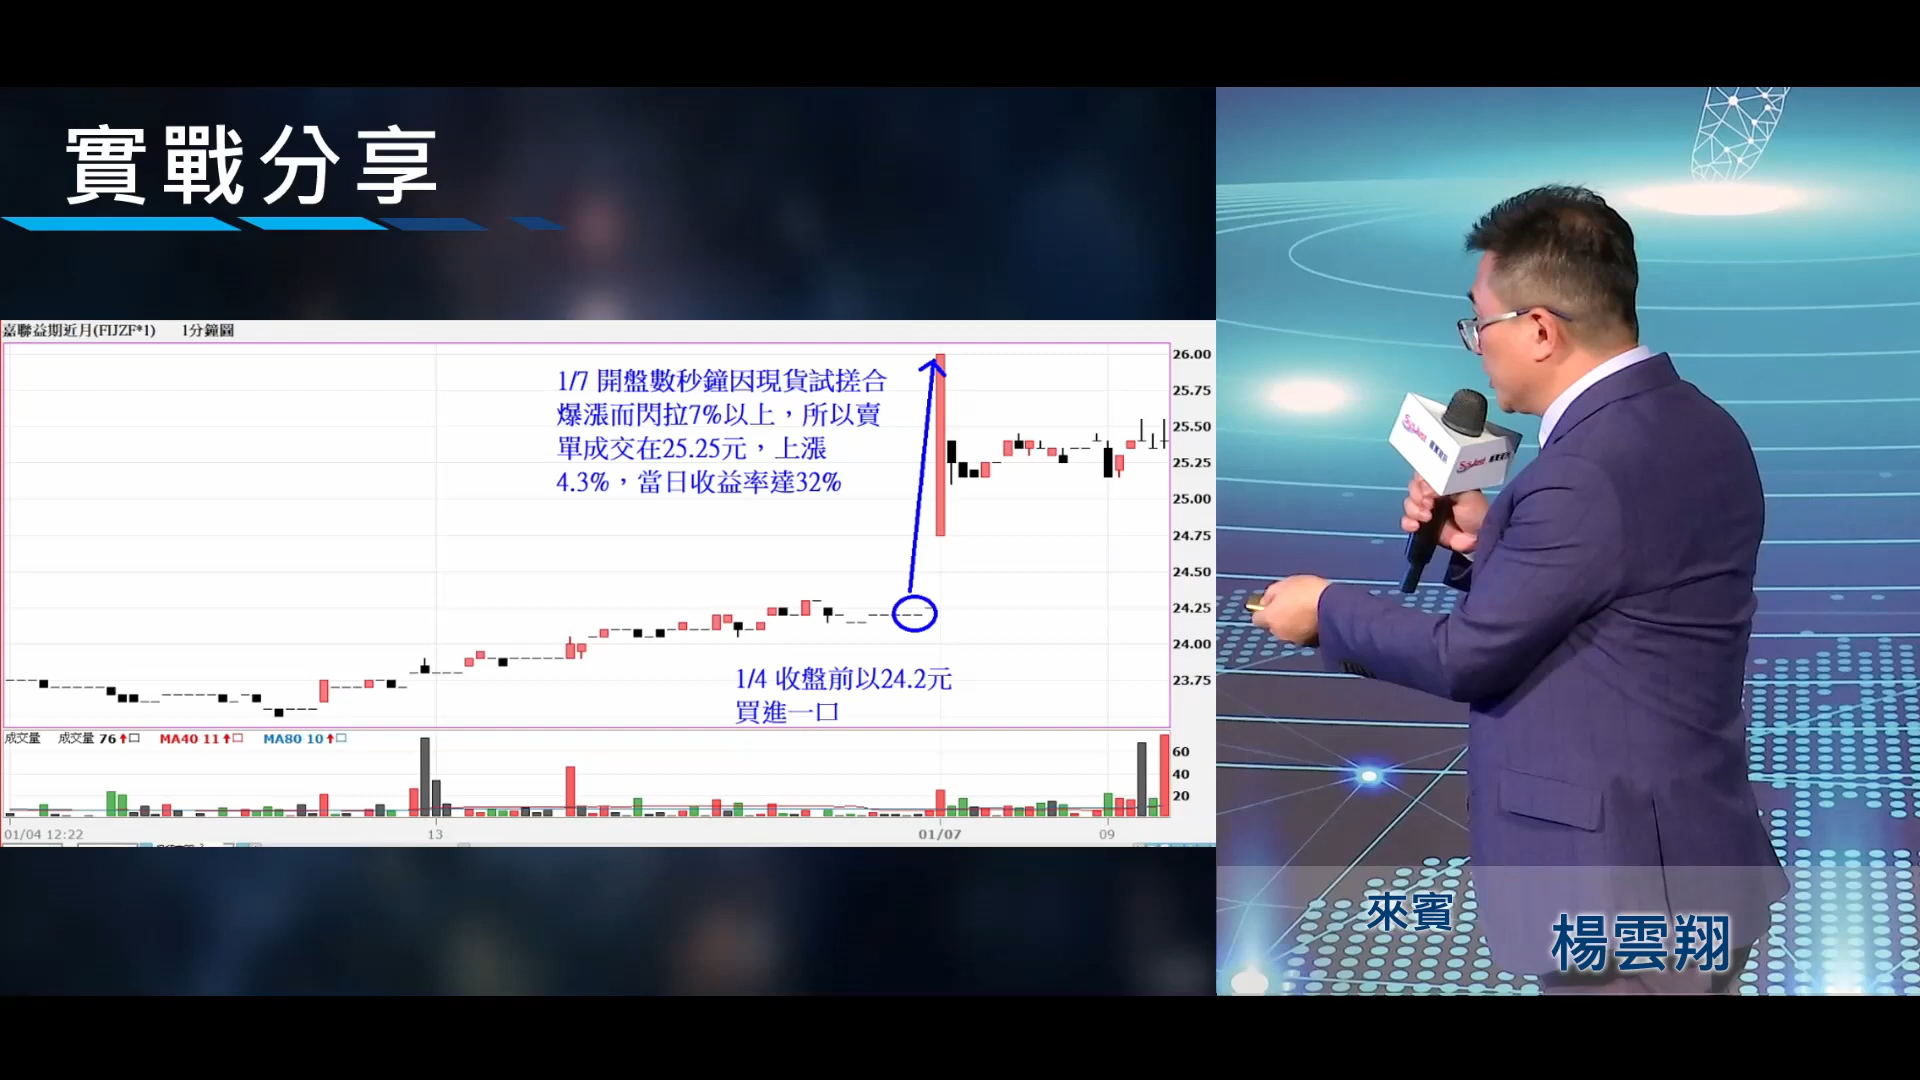 實戰分享
嘉聯益期近月(FIJZF*1) 1分鐘圖
1/7 開盤數秒鐘因現貨試搓合
爆漲而閃拉7%以上，所以賣
單成交在25.25元，上漲
4.3%，當日收益率達32%
1/4 收盤前以24.2元
買進一口
26.00
25.75
25.50
25.25
25.00
24.75
24.50
24.25
24.00
23.75
成交量 成交量 76 MA40 11 MA80 10
60
40
20
01/04 12:22 13 01/07 09
來賓
楊雲翔